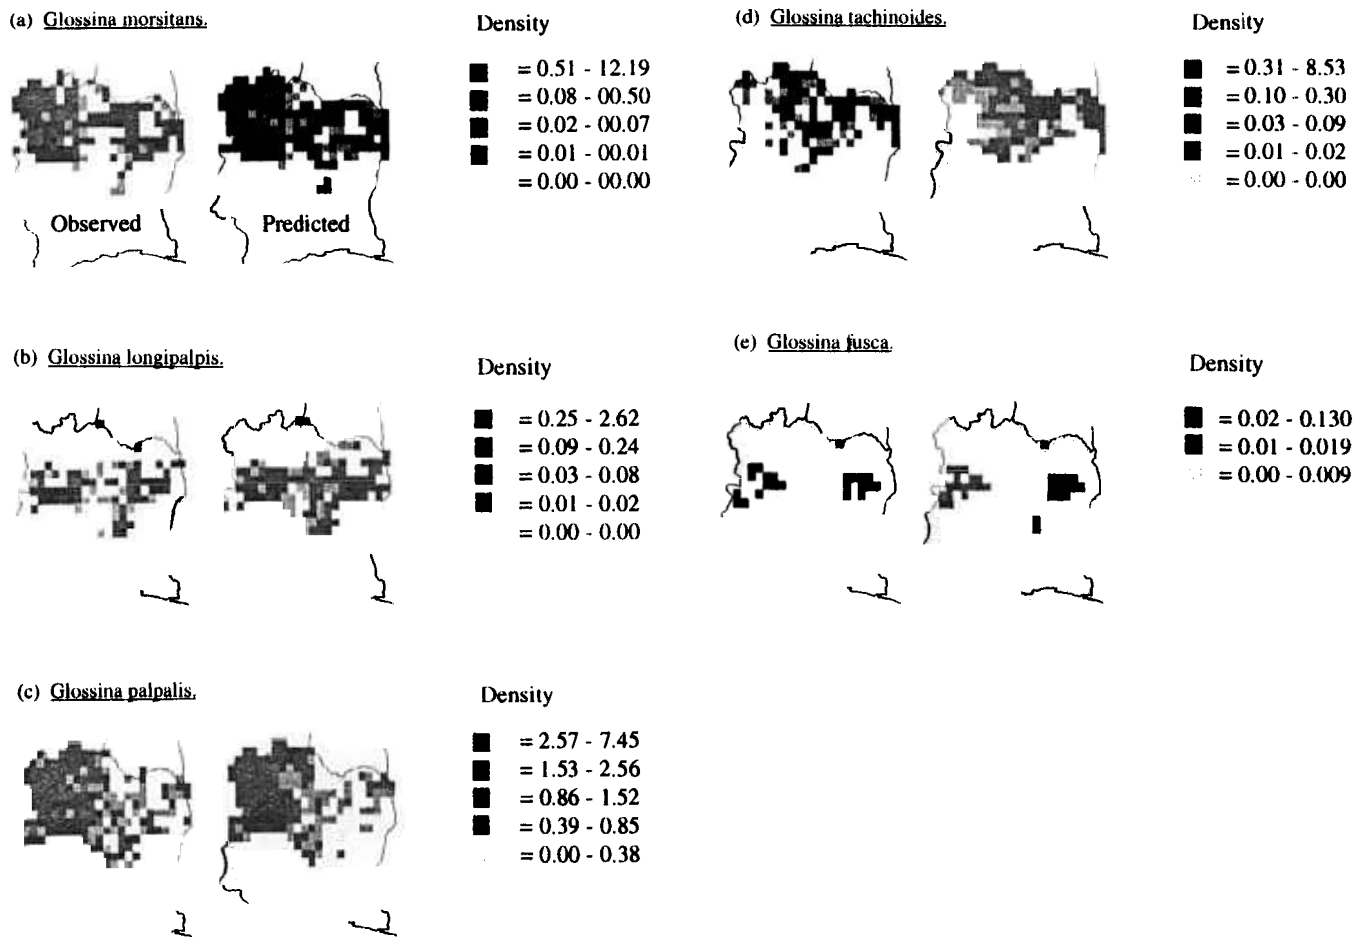 (a) Glossina morsitans.
Density
= 0.51 - 12.19
= 0.08 - 00.50
= 0.02 - 00.07
= 0.01 - 00.01
= 0.00 - 00.00
Observed
Predicted
(b) Glossina longipalpis.
Density
= 0.25 - 2.62
= 0.09 - 0.24
= 0.03 - 0.08
= 0.01 - 0.02
= 0.00 - 0.00
(c) Glossina palpalis.
Density
= 2.57 - 7.45
= 1.53 - 2.56
= 0.86 - 1.52
= 0.39 - 0.85
= 0.00 - 0.38
(d) Glossina tachinoides.
Density
= 0.31 - 8.53
= 0.10 - 0.30
= 0.03 - 0.09
= 0.01 - 0.02
= 0.00 - 0.00
(e) Glossina fusca.
Density
= 0.02 - 0.130
= 0.01 - 0.019
= 0.00 - 0.009